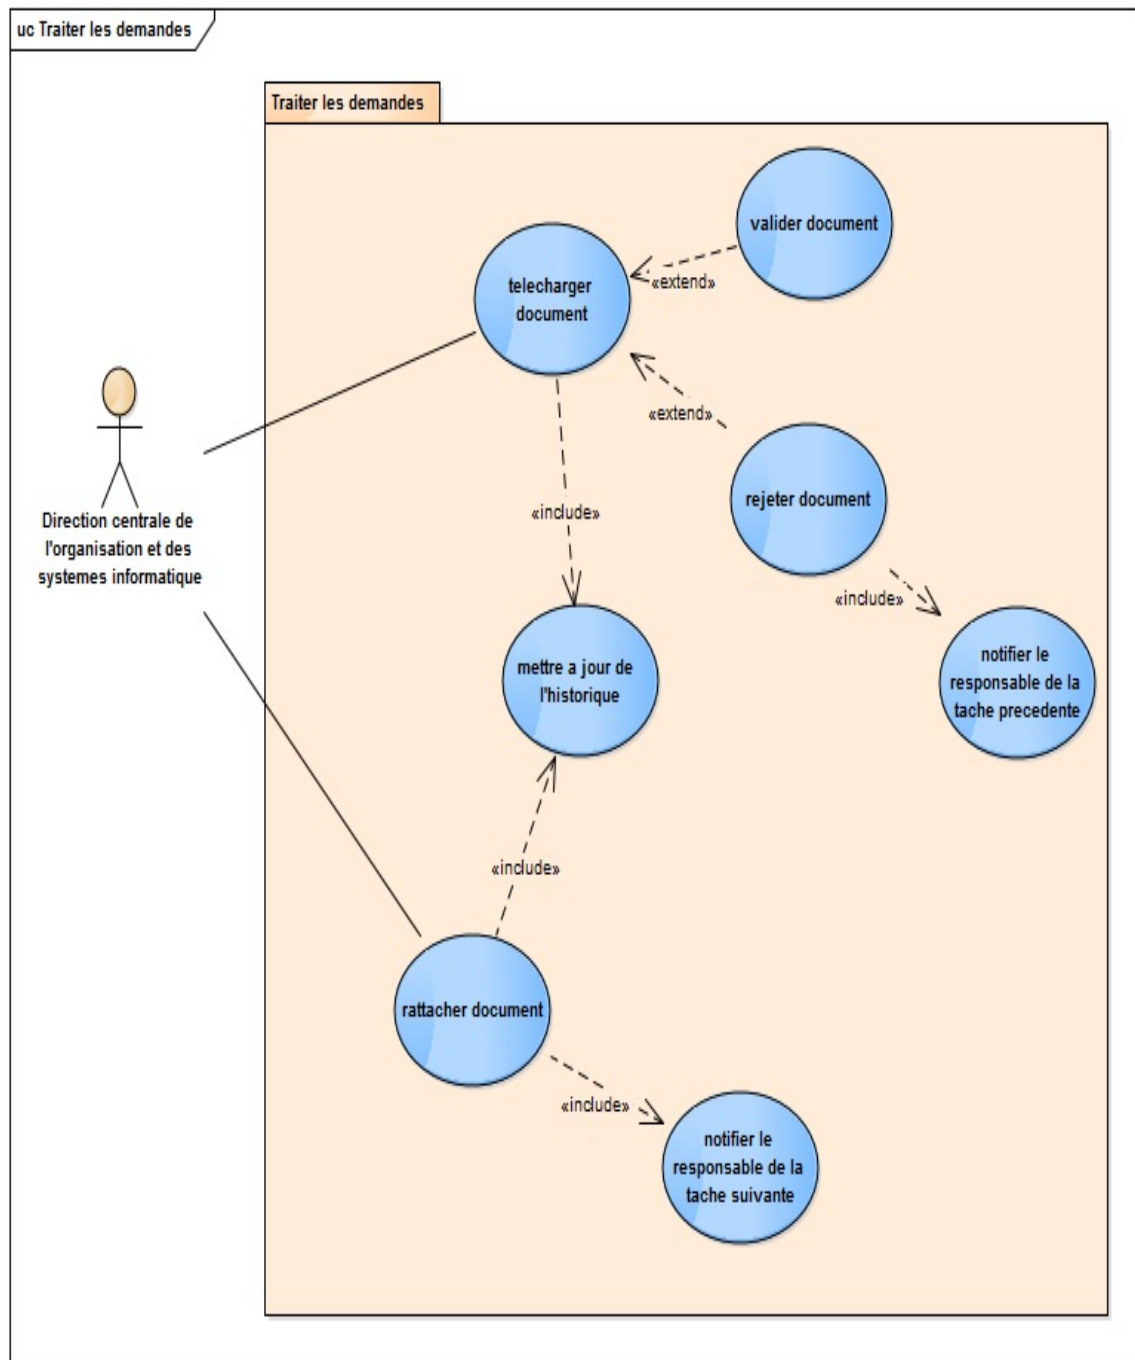 uc Traiter les demandes
Traiter les demandes
valider document
telecharger
document
«extend»
«extend»
rejeter document
Direction centrale de
l'organisation et des
systemes informatique
«include»
«include»
mettre a jour de
l'historique
notifier le
responsable de la
tache precedente
«include»
rattacher document
«include»
notifier le
responsable de la
tache suivante